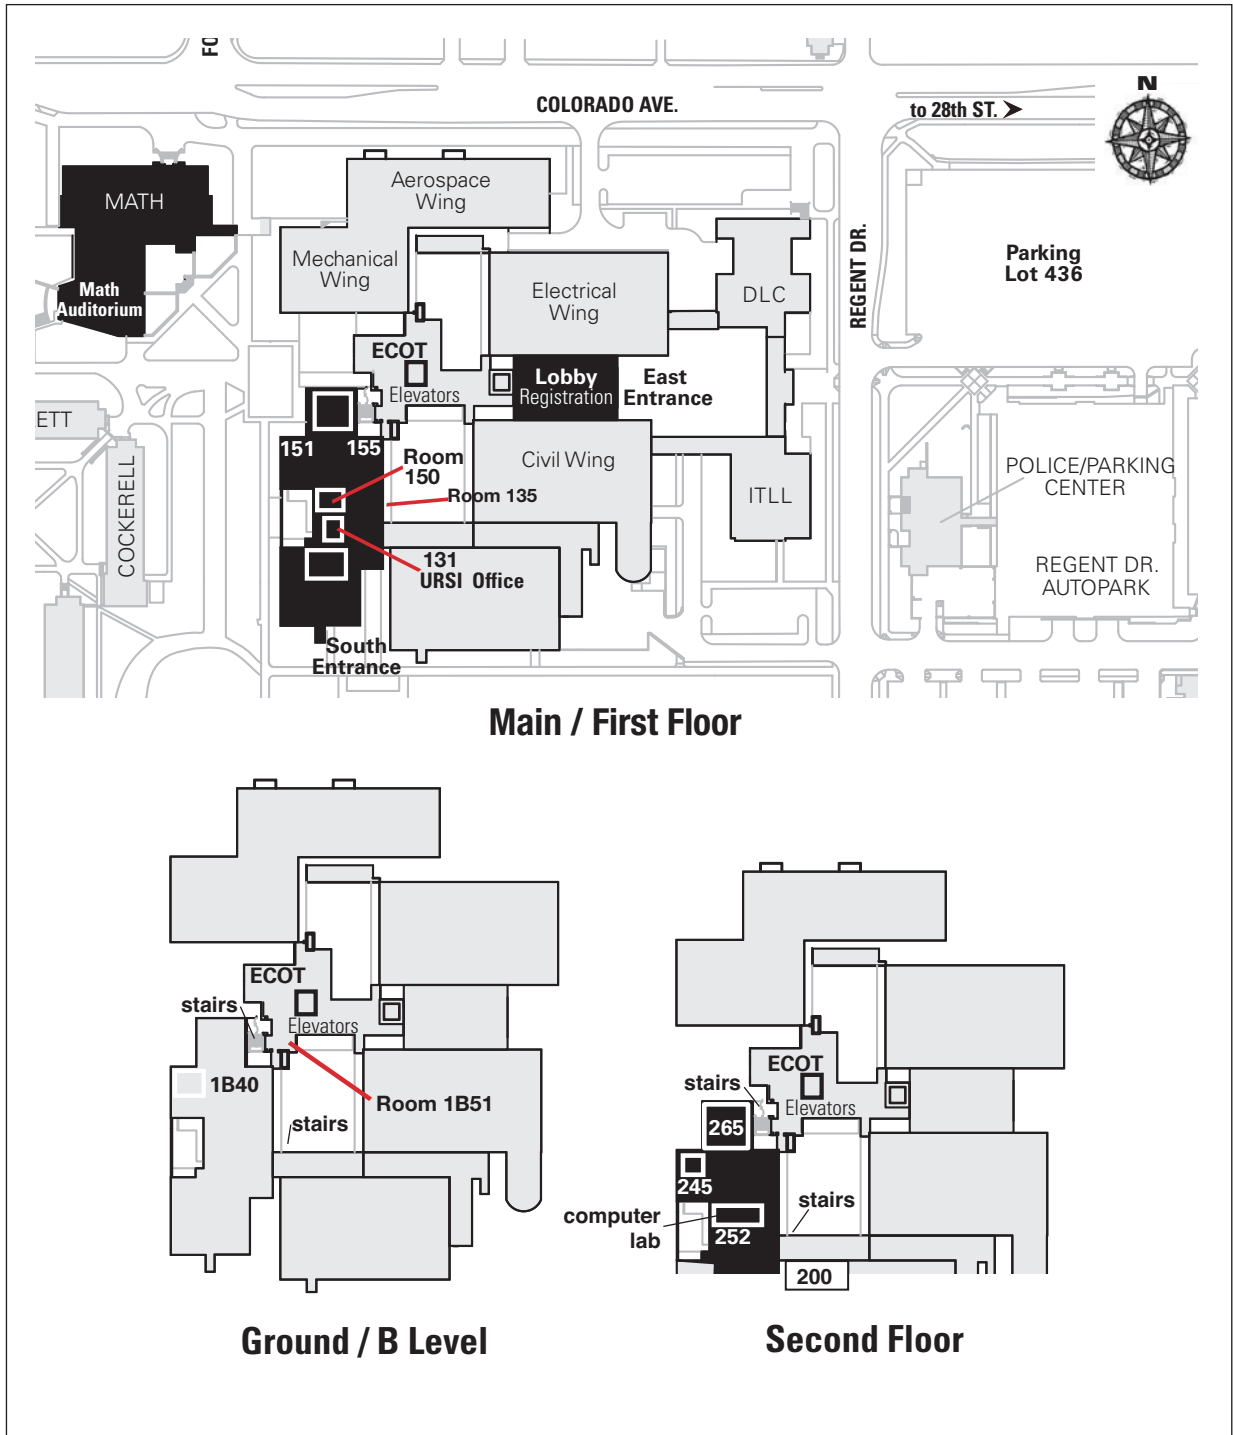 FO
COLORADO AVE.
to 28th ST.
N
MATH
Math
Auditorium
Aerospace
Wing
Mechanical
Wing
Electrical
Wing
DLC
REGENT DR.
Parking
Lot 436
ECOT
Elevators
Lobby
Registration
East
Entrance
ETT
COCKERELL
151
155
Room
150
Room 135
Civil Wing
ITLL
POLICE/PARKING
CENTER
REGENT DR.
AUTOPARK
131
URSI Office
South
Entrance
Main / First Floor
ECOT
stairs
Elevators
1B40
Room 1B51
stairs
Ground / B Level
ECOT
stairs
Elevators
265
245
computer
lab
252
stairs
200
Second Floor